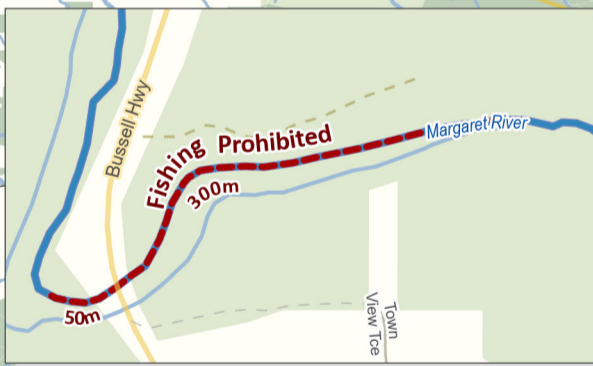 Bussell Hwy
Fishing Prohibited
300m
Margaret River
50m
Town
View Tce